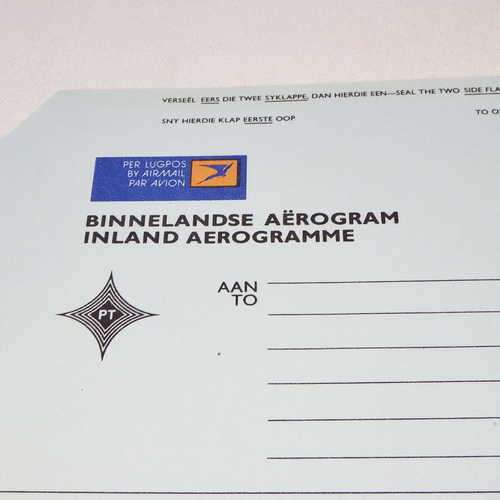 VERSEËL EERS DIE TWEE SYKLAPPE, DAN HIERDIE EEN—SEAL THE TWO SIDE
SNY HIERDIE KLAP EERSTE OOP TO
PER LUGPOS
BY AIRMAIL
PAR AVION
BINNELANDSE AËROGRAM
INLAND AEROGRAMME
AAN
TO
PT